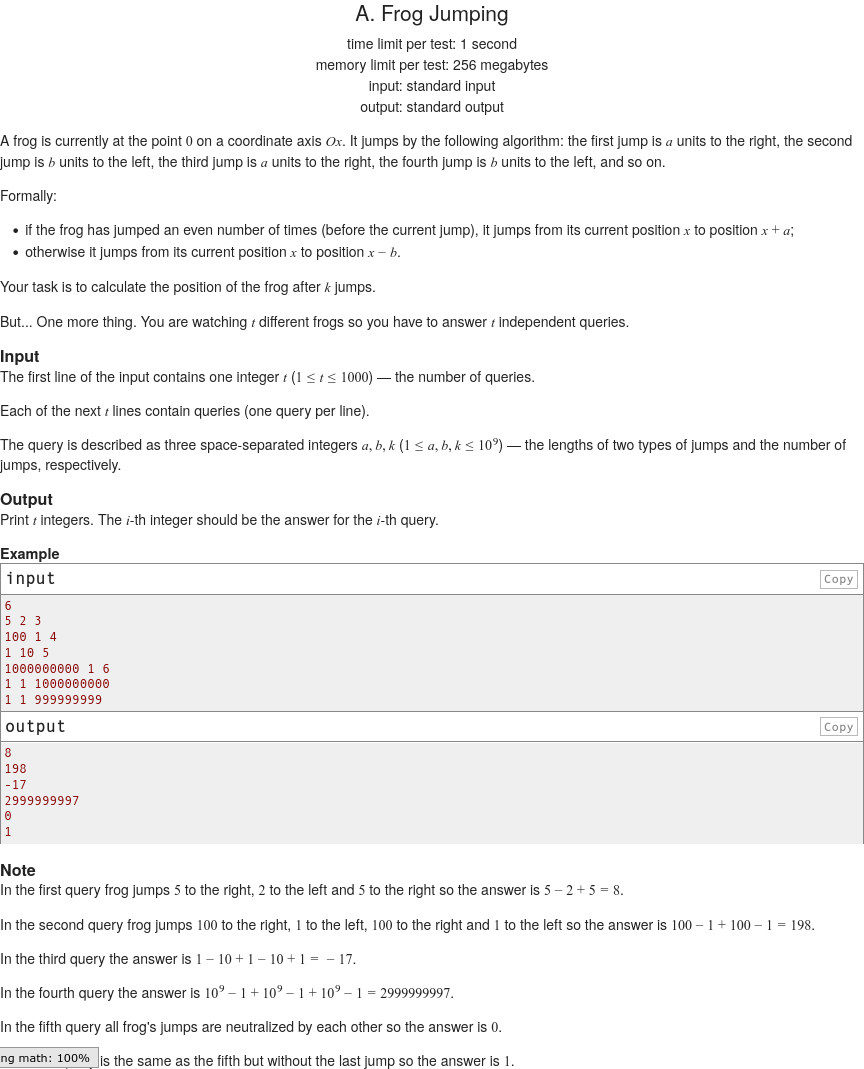 A. Frog Jumping
time limit per test: 1 second
memory limit per test: 256 megabytes
input: standard input
output: standard output
A frog is currently at the point 0 on a coordinate axis Ox. It jumps by the following algorithm: the first jump is a units to the right, the second
jump is b units to the left, the third jump is a units to the right, the fourth jump is b units to the left, and so on.
Formally:
• if the frog has jumped an even number of times (before the current jump), it jumps from its current position x to position x + a;
• otherwise it jumps from its current position x to position x − b.
Your task is to calculate the position of the frog after k jumps.
But... One more thing. You are watching t different frogs so you have to answer t independent queries.
Input
The first line of the input contains one integer t (1 ≤ t ≤ 1000) — the number of queries.
Each of the next t lines contain queries (one query per line).
The query is described as three space-separated integers a, b, k (1 ≤ a, b, k ≤ 10⁹) — the lengths of two types of jumps and the number of
jumps, respectively.
Output
Print t integers. The i-th integer should be the answer for the i-th query.
Example
input Copy
6
5 2 3
100 1 4
1 10 5
1000000000 1 6
1 1 1000000000
1 1 999999999
output Copy
8
198
-17
2999999997
0
1
Note
In the first query frog jumps 5 to the right, 2 to the left and 5 to the right so the answer is 5 − 2 + 5 = 8.
In the second query frog jumps 100 to the right, 1 to the left, 100 to the right and 1 to the left so the answer is 100 − 1 + 100 − 1 = 198.
In the third query the answer is 1 − 10 + 1 − 10 + 1 = − 17.
In the fourth query the answer is 10⁹ − 1 + 10⁹ − 1 + 10⁹ − 1 = 2999999997.
In the fifth query all frog's jumps are neutralized by each other so the answer is 0.
ng math: 100% is the same as the fifth but without the last jump so the answer is 1.